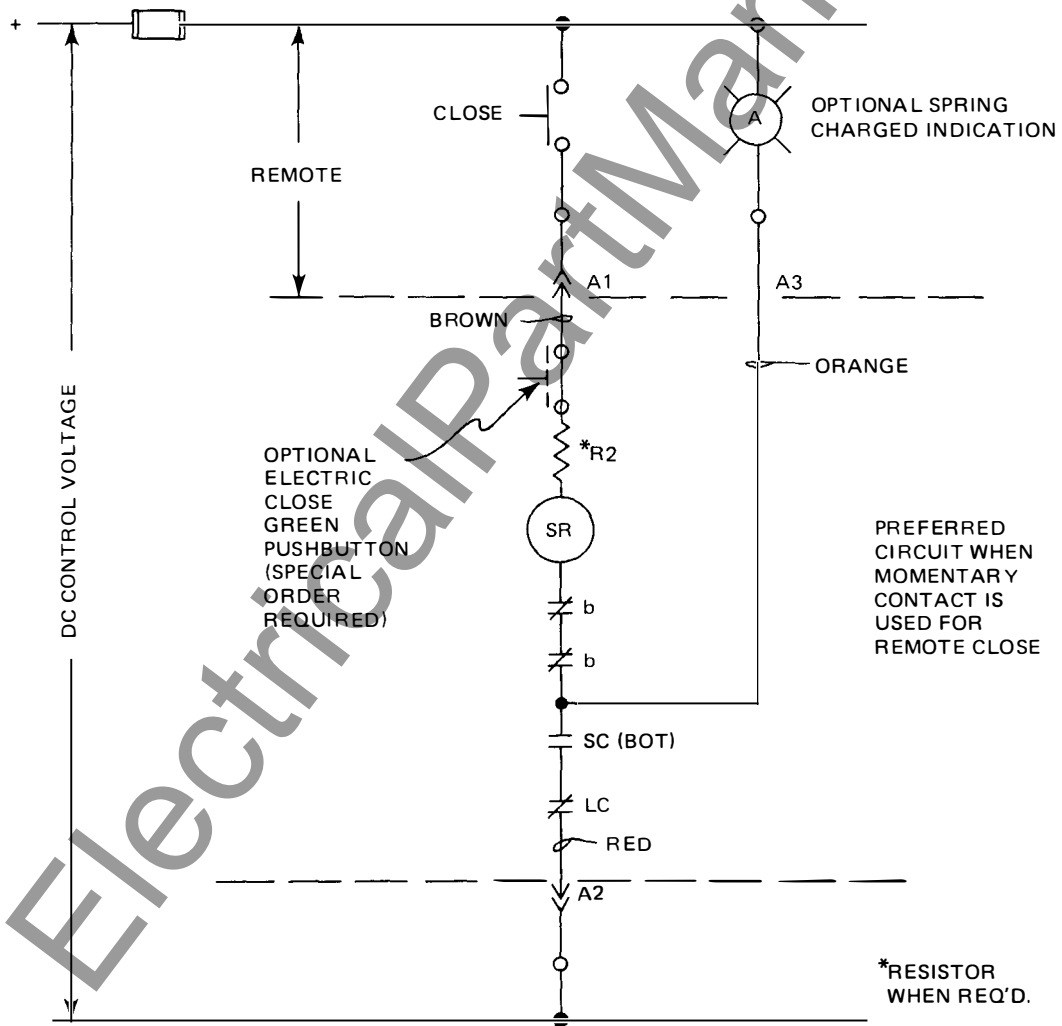 +
CLOSE
A
OPTIONAL SPRING
CHARGED INDICATION
REMOTE
A1
A3
BROWN
ORANGE
DC CONTROL VOLTAGE
*R2
OPTIONAL
ELECTRIC
CLOSE
GREEN
PUSHBUTTON
(SPECIAL
ORDER
REQUIRED)
SR
PREFERRED
CIRCUIT WHEN
MOMENTARY
CONTACT IS
USED FOR
REMOTE CLOSE
b
b
SC (BOT)
LC
RED
A2
*RESISTOR
WHEN REQ'D.
ElectricalPartMan